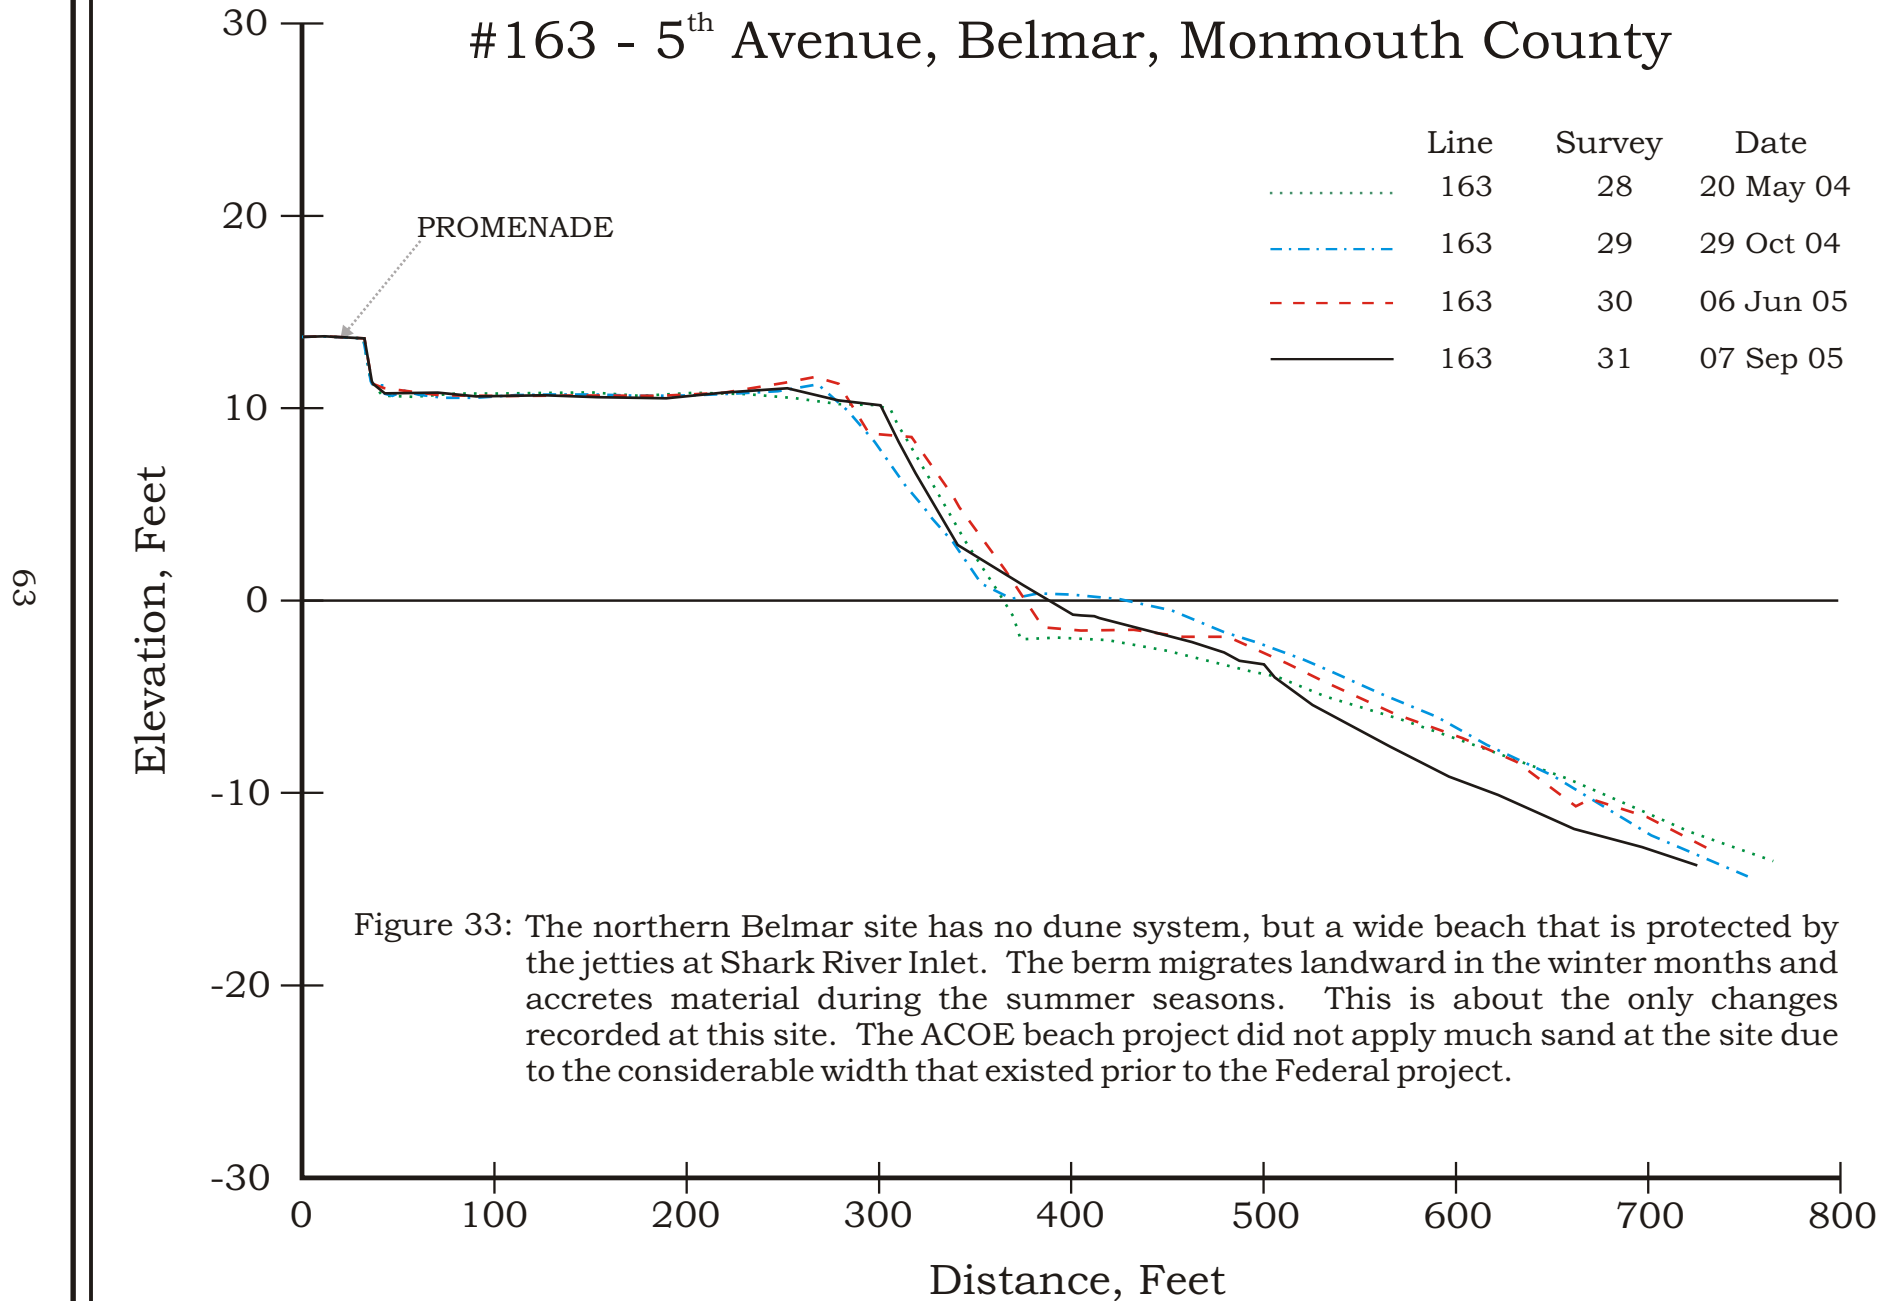 #163 - 5th Avenue, Belmar, Monmouth County
Line Survey Date
163 28 20 May 04
163 29 29 Oct 04
163 30 06 Jun 05
163 31 07 Sep 05
PROMENADE
30
20
10
0
-10
-20
-30
Elevation, Feet
63
Figure 33: The northern Belmar site has no dune system, but a wide beach that is protected by
the jetties at Shark River Inlet. The berm migrates landward in the winter months and
accretes material during the summer seasons. This is about the only changes
recorded at this site. The ACOE beach project did not apply much sand at the site due
to the considerable width that existed prior to the Federal project.
0 100 200 300 400 500 600 700 800
Distance, Feet